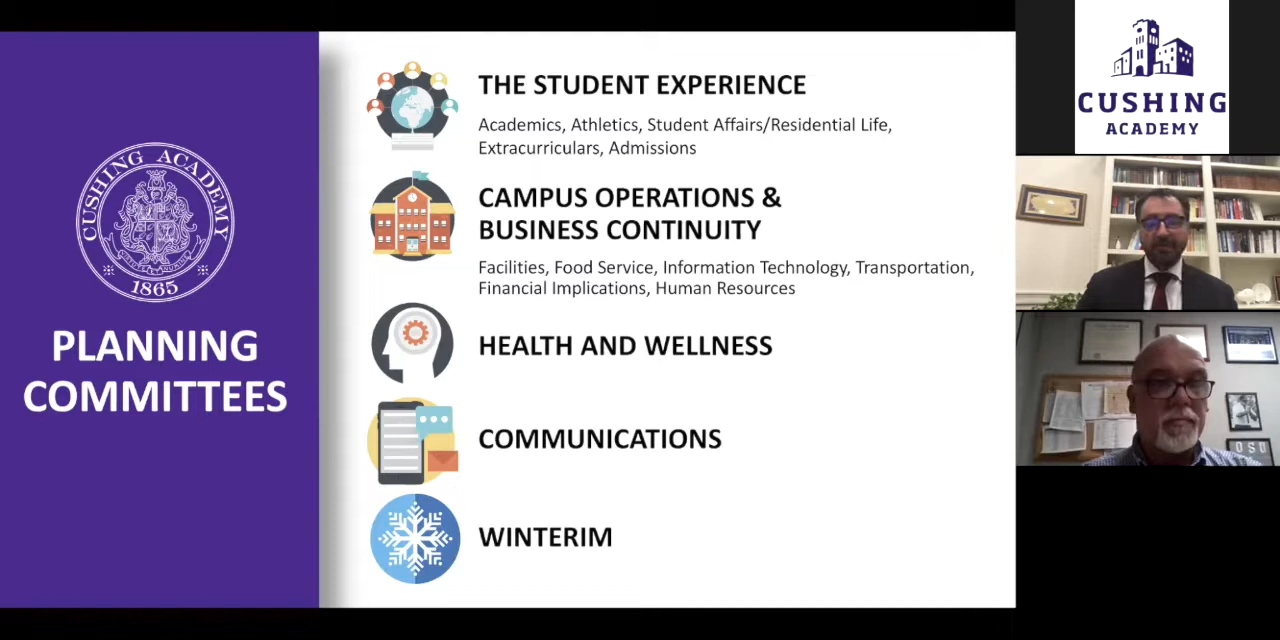 CUSHING ACADEMY
1865
PLANNING
COMMITTEES
THE STUDENT EXPERIENCE
Academics, Athletics, Student Affairs/Residential Life,
Extracurriculars, Admissions
CAMPUS OPERATIONS &
BUSINESS CONTINUITY
Facilities, Food Service, Information Technology, Transportation,
Financial Implications, Human Resources
HEALTH AND WELLNESS
COMMUNICATIONS
WINTERIM
CUSHING
ACADEMY
OSU